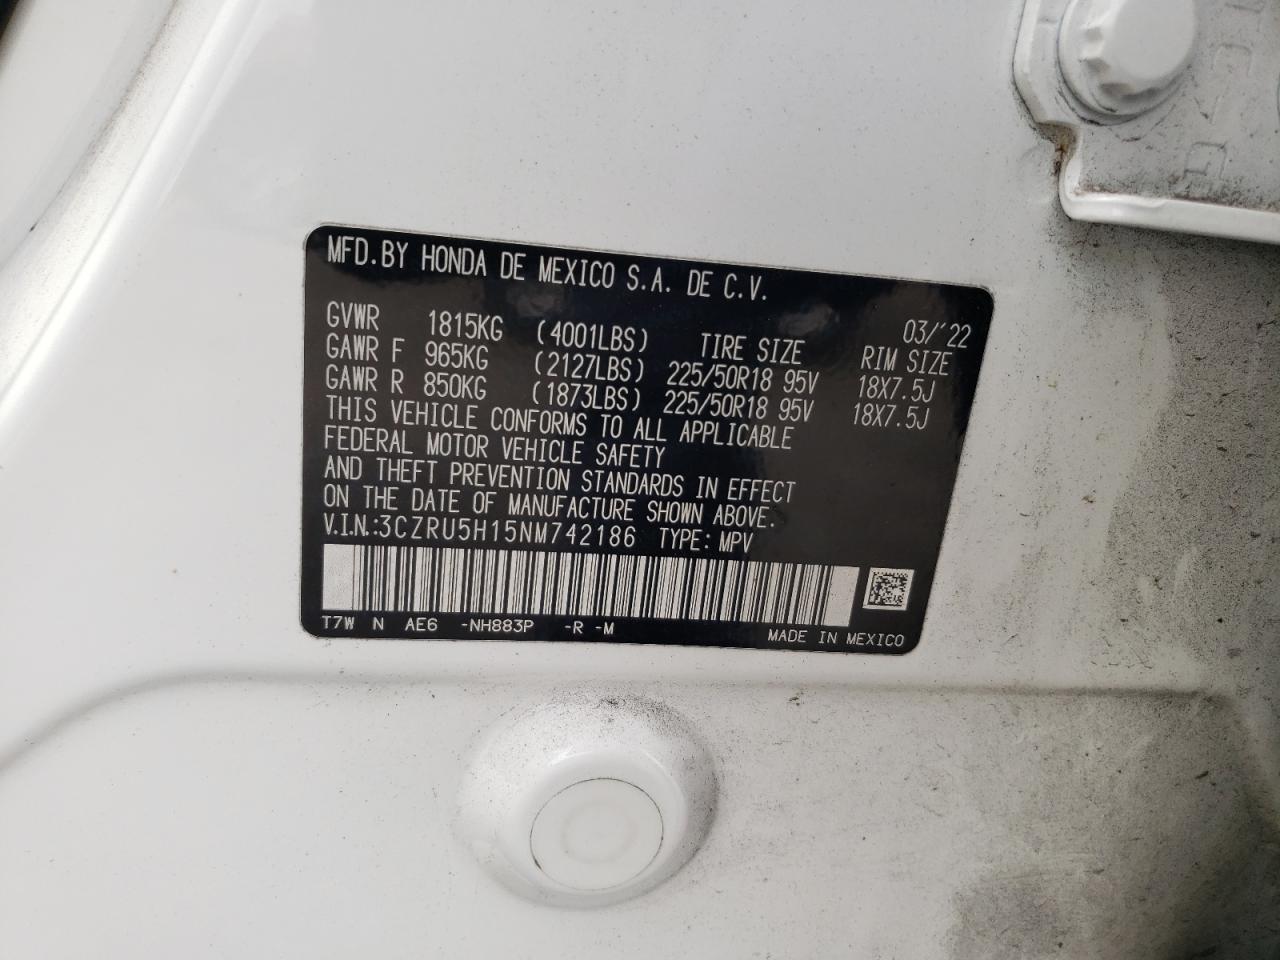 MFD.BY HONDA DE MEXICO S.A. DE C.V.
03/'22
GVWR 1815KG (4001LBS) TIRE SIZE RIM SIZE
GAWR F 965KG (2127LBS) 225/50R18 95V 18X7.5J
GAWR R 850KG (1873LBS) 225/50R18 95V 18X7.5J
THIS VEHICLE CONFORMS TO ALL APPLICABLE
FEDERAL MOTOR VEHICLE SAFETY
AND THEFT PREVENTION STANDARDS IN EFFECT
ON THE DATE OF MANUFACTURE SHOWN ABOVE.
V.I.N.:3CZRU5H15NM742186 TYPE: MPV
T7W N AE6 -NH883P -R -M MADE IN MEXICO